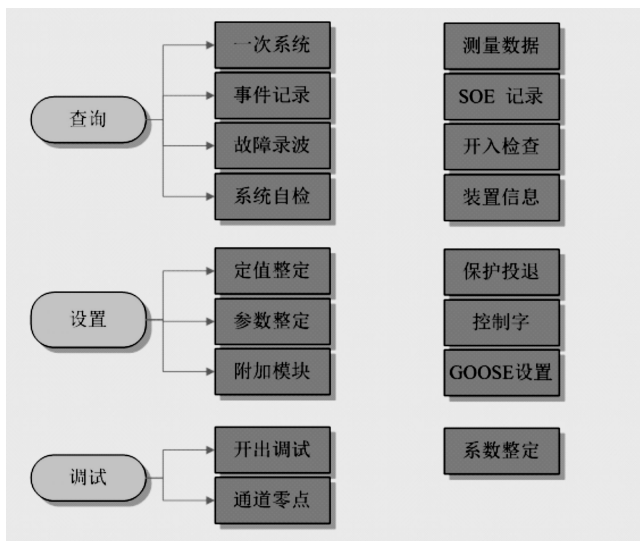 一次系统 测量数据
事件记录 SOE 记录
查询
故障录波 开入检查
系统自检 装置信息
定值整定 保护投退
设置 参数整定 控制字
附加模块 GOOSE设置
开出调试 系数整定
调试
通道零点